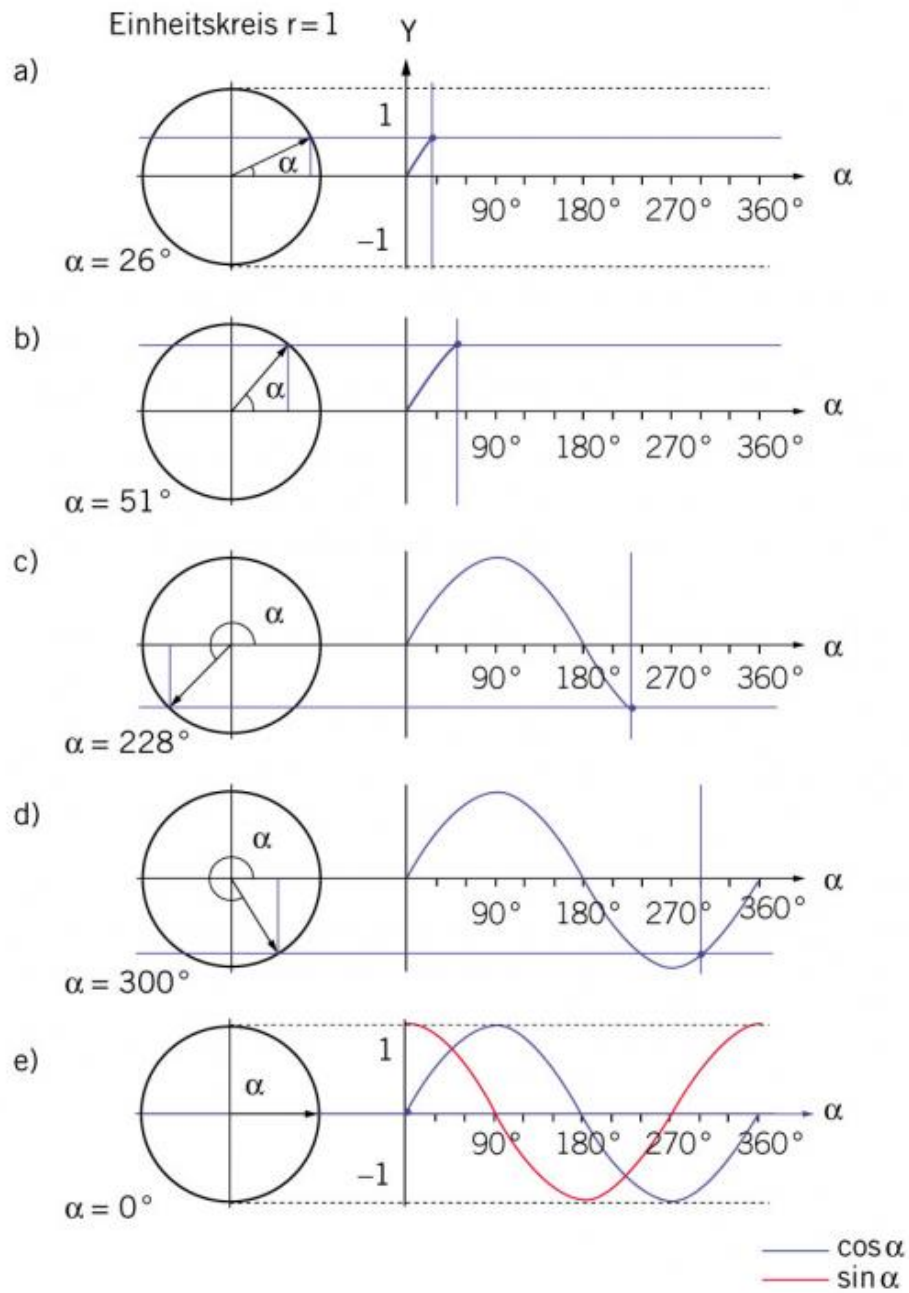 Einheitskreis r = 1
Y
a)
1
α
α
90° 180° 270° 360°
−1
α = 26°
b)
α
α
90° 180° 270° 360°
α = 51°
c)
α
α
90° 180° 270° 360°
α = 228°
d)
α
α
90° 180° 270° 360°
α = 300°
e)
1
α
α
90° 180° 270° 360°
−1
α = 0°
cos α
sin α